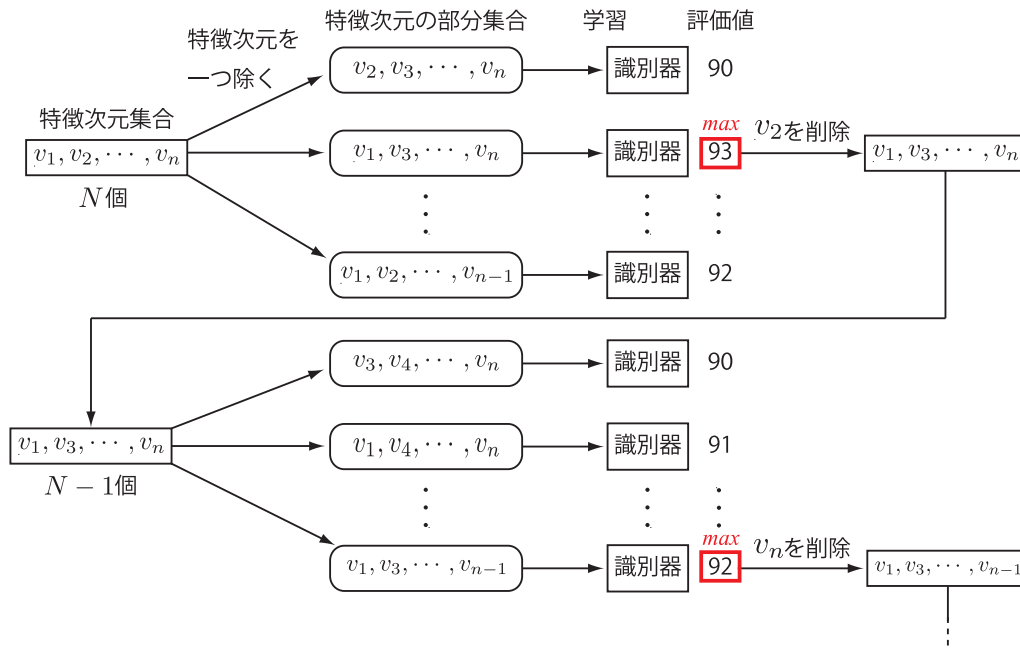 特徴次元の部分集合 学習 評価値
特徴次元を
一つ除く
v₂, v₃, ⋯, vₙ 識別器 90
特徴次元集合
v₁, v₂, ⋯, vₙ
N個
max
v₁, v₃, ⋯, vₙ 識別器 93 v₂を削除 v₁, v₃, ⋯, vₙ
⋮ ⋮ ⋮
v₁, v₂, ⋯, vₙ₋₁ 識別器 92
v₃, v₄, ⋯, vₙ 識別器 90
v₁, v₃, ⋯, vₙ
N − 1個
v₁, v₄, ⋯, vₙ 識別器 91
⋮ ⋮ ⋮
max
v₁, v₃, ⋯, vₙ₋₁ 識別器 92 vₙを削除 v₁, v₃, ⋯, vₙ₋₁